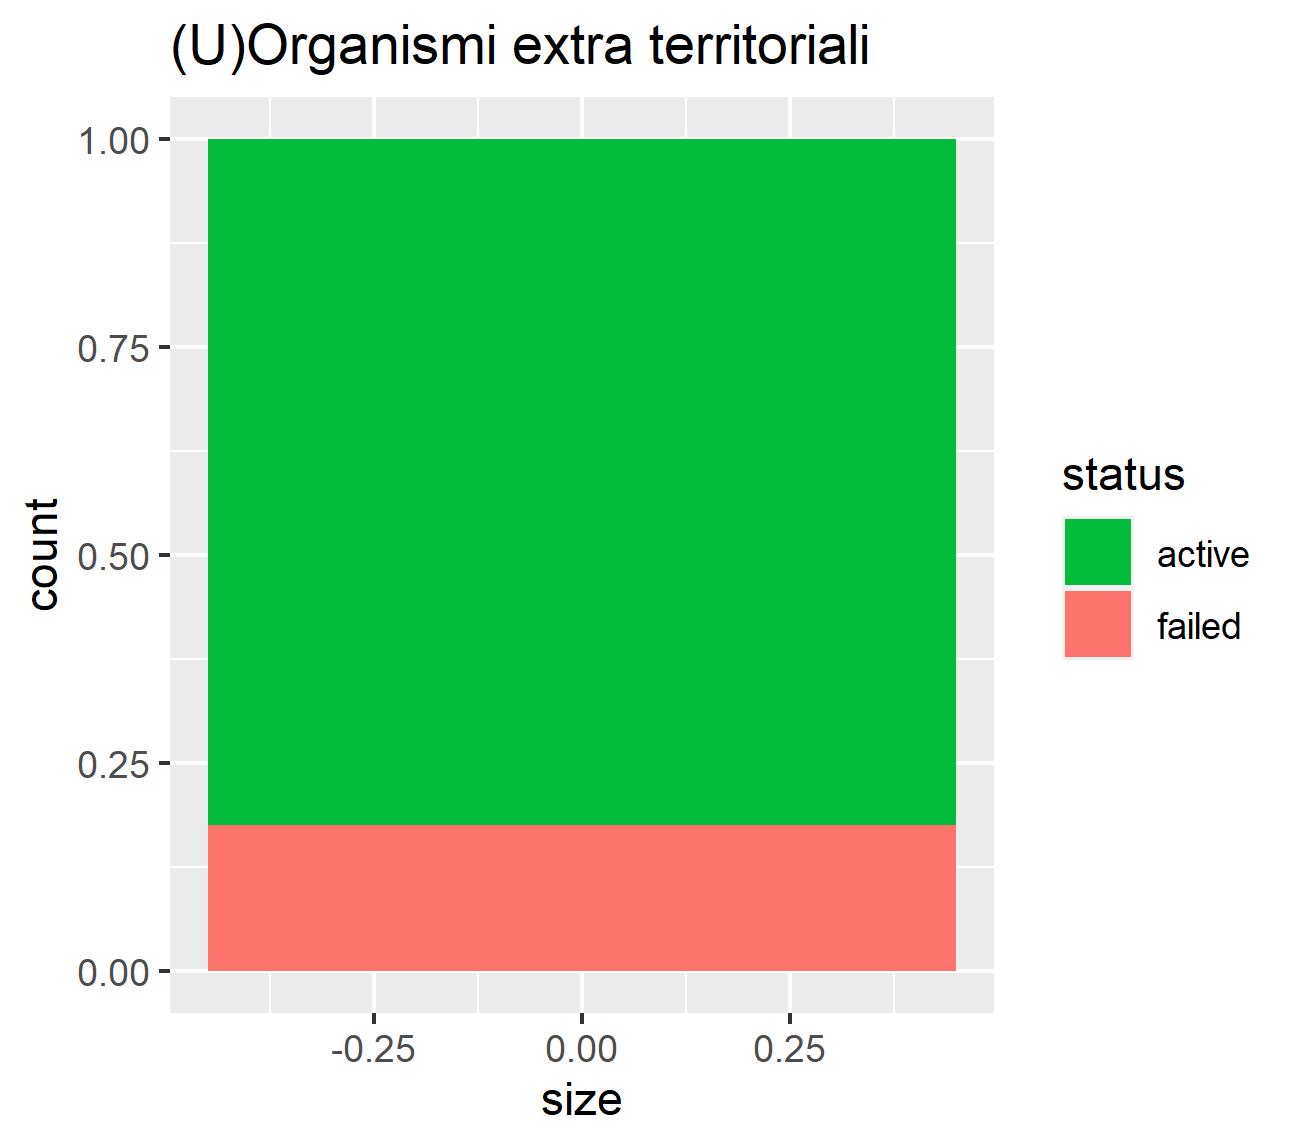 (U)Organismi extra territoriali
1.00
0.75
0.50
0.25
0.00
count
-0.25 0.00 0.25
size
status
active
failed